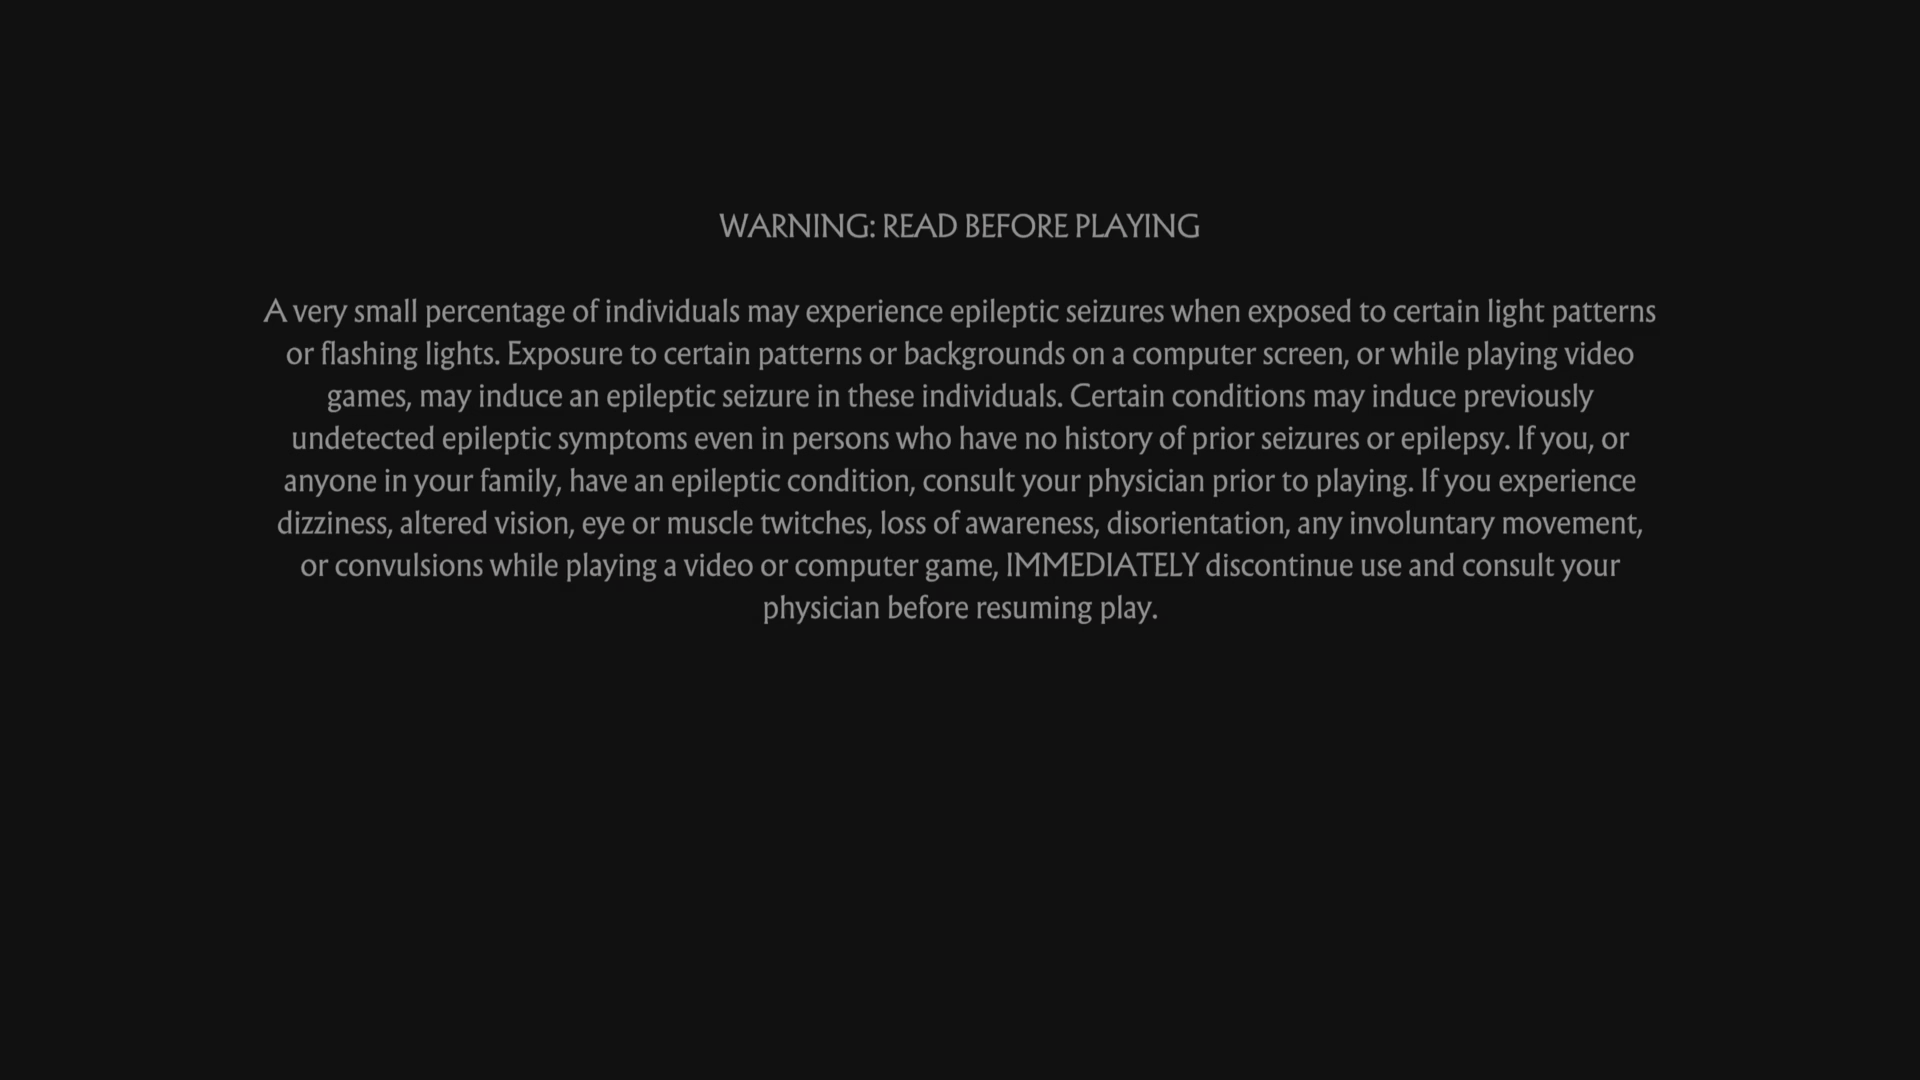 WARNING: READ BEFORE PLAYING
A very small percentage of individuals may experience epileptic seizures when exposed to certain light patterns
or flashing lights. Exposure to certain patterns or backgrounds on a computer screen, or while playing video
games, may induce an epileptic seizure in these individuals. Certain conditions may induce previously
undetected epileptic symptoms even in persons who have no history of prior seizures or epilepsy. If you, or
anyone in your family, have an epileptic condition, consult your physician prior to playing. If you experience
dizziness, altered vision, eye or muscle twitches, loss of awareness, disorientation, any involuntary movement,
or convulsions while playing a video or computer game, IMMEDIATELY discontinue use and consult your
physician before resuming play.